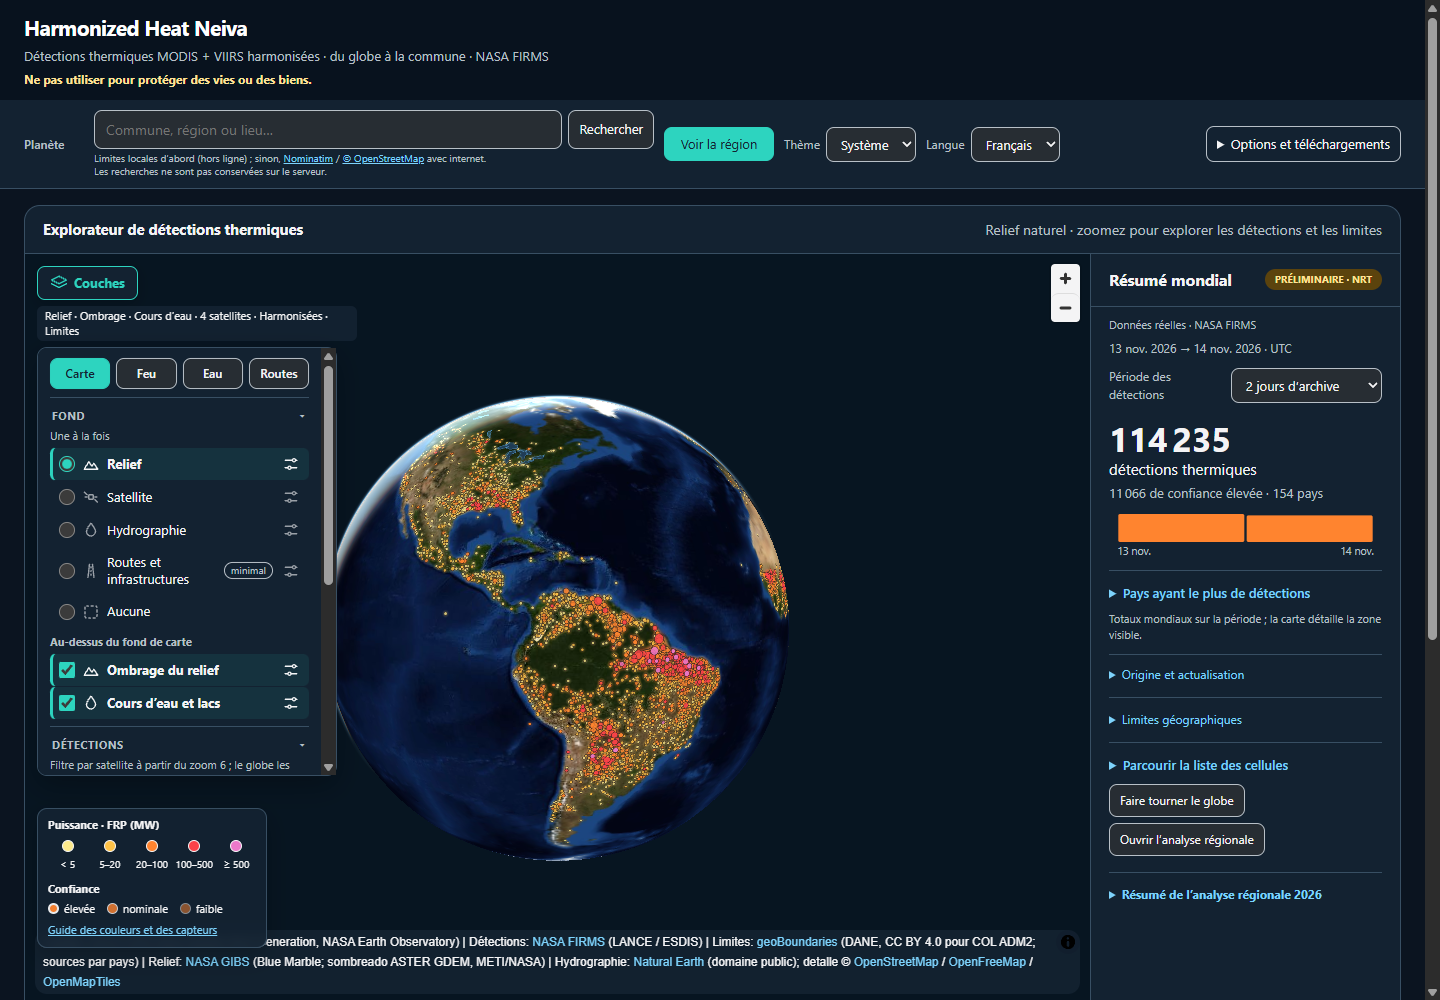 Harmonized Heat Neiva
Détections thermiques MODIS + VIIRS harmonisées · du globe à la commune · NASA FIRMS
Ne pas utiliser pour protéger des vies ou des biens.
Planète
Commune, région ou lieu...
Rechercher
Limites locales d'abord (hors ligne) ; sinon, Nominatim / © OpenStreetMap avec internet.
Les recherches ne sont pas conservées sur le serveur.
Voir la région
Thème
Système
Langue
Français
▶ Options et téléchargements
Explorateur de détections thermiques
Relief naturel · zoomez pour explorer les détections et les limites
Couches
Relief · Ombrage · Cours d'eau · 4 satellites · Harmonisées ·
Limites
Carte
Feu
Eau
Routes
FOND
Une à la fois
Relief
Satellite
Hydrographie
Routes et
infrastructures
minimal
Aucune
Au-dessus du fond de carte
Ombrage du relief
Cours d'eau et lacs
DÉTECTIONS
Filtre par satellite à partir du zoom 6 ; le globe les
Puissance · FRP (MW)
< 5
5–20
20–100
100–500
≥ 500
Confiance
élevée
nominale
faible
Guide des couleurs et des capteurs
+
−
eneration, NASA Earth Observatory) | Détections: NASA FIRMS (LANCE / ESDIS) | Limites: geoBoundaries (DANE, CC BY 4.0 pour COL ADM2;
sources par pays) | Relief: NASA GIBS (Blue Marble; sombreado ASTER GDEM, METI/NASA) | Hydrographie: Natural Earth (domaine public); detalle © OpenStreetMap / OpenFreeMap /
OpenMapTiles
Résumé mondial
PRÉLIMINAIRE · NRT
Données réelles · NASA FIRMS
13 nov. 2026 → 14 nov. 2026 · UTC
Période des
détections
2 jours d'archive
114 235
détections thermiques
11 066 de confiance élevée · 154 pays
13 nov.
14 nov.
▶ Pays ayant le plus de détections
Totaux mondiaux sur la période ; la carte détaille la zone
visible.
▶ Origine et actualisation
▶ Limites géographiques
▶ Parcourir la liste des cellules
Faire tourner le globe
Ouvrir l'analyse régionale
▶ Résumé de l'analyse régionale 2026